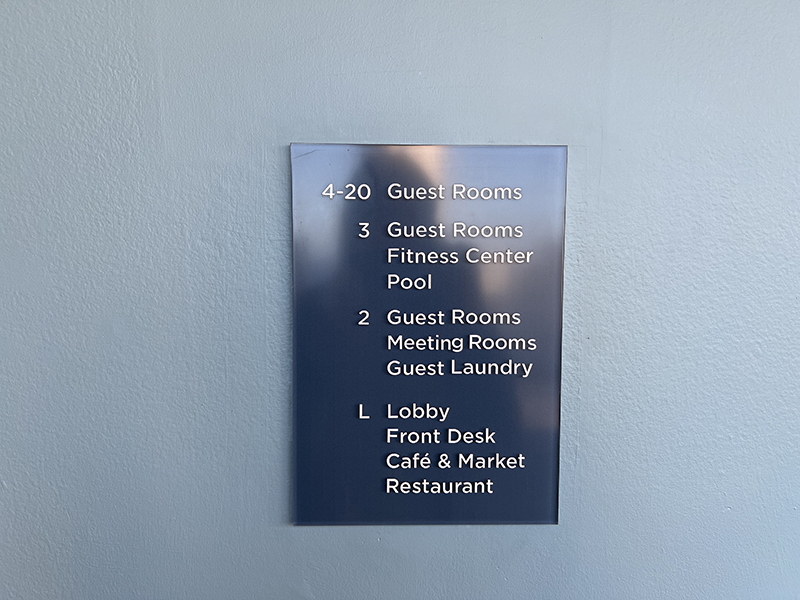 4-20 Guest Rooms
3 Guest Rooms
Fitness Center
Pool
2 Guest Rooms
Meeting Rooms
Guest Laundry
L Lobby
Front Desk
Café & Market
Restaurant